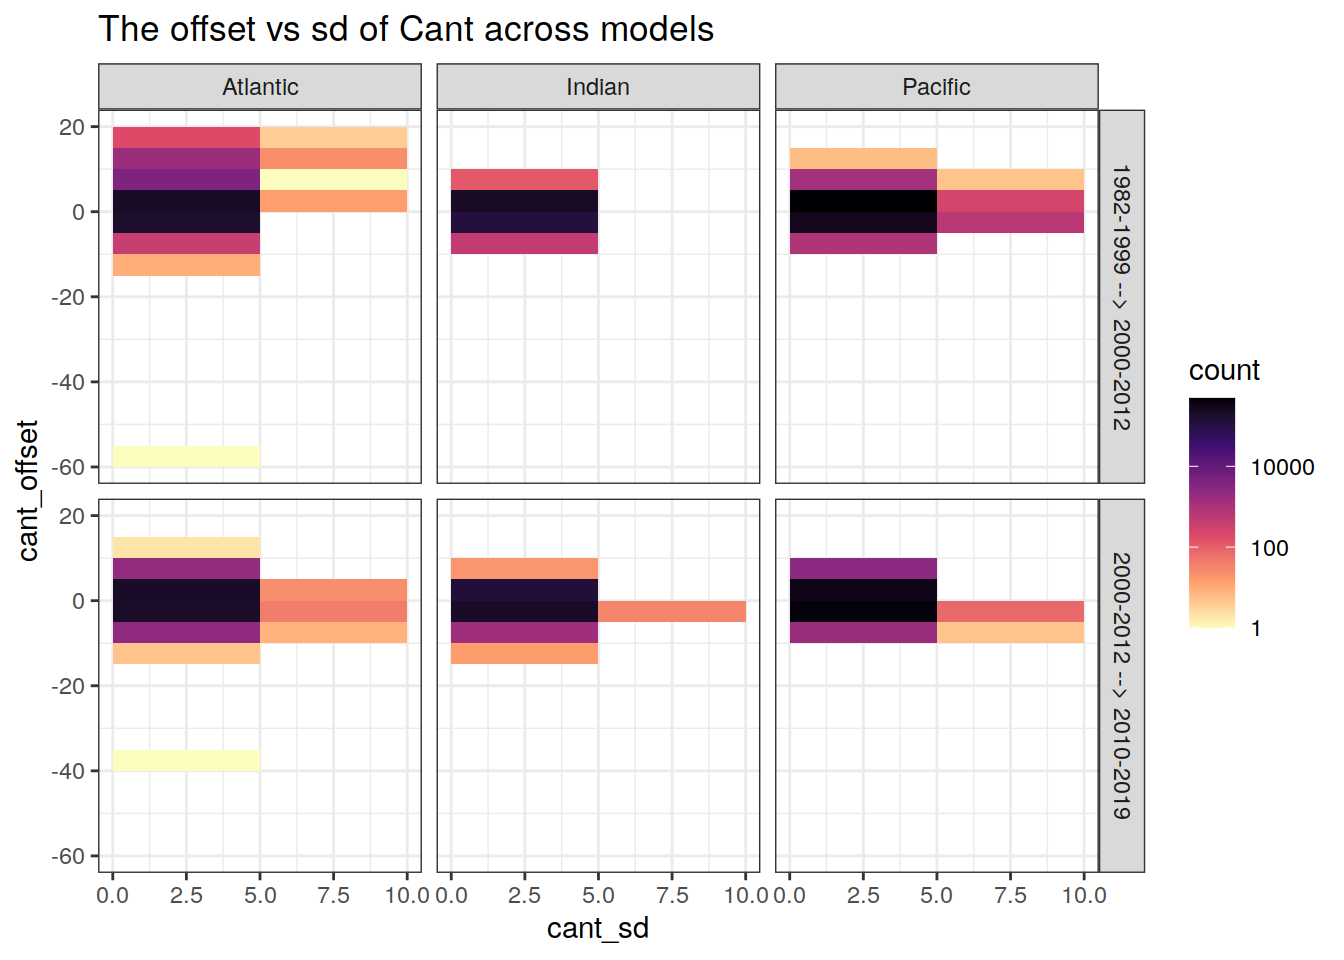 The offset vs sd of Cant across models
Atlantic
Indian
Pacific
cant_offset
20
0
-20
-40
-60
1982-1999 --> 2000-2012
20
0
-20
-40
-60
2000-2012 --> 2010-2019
0.0 2.5 5.0 7.5 10.0
0.0 2.5 5.0 7.5 10.0
0.0 2.5 5.0 7.5 10.0
cant_sd
count
10000
100
1